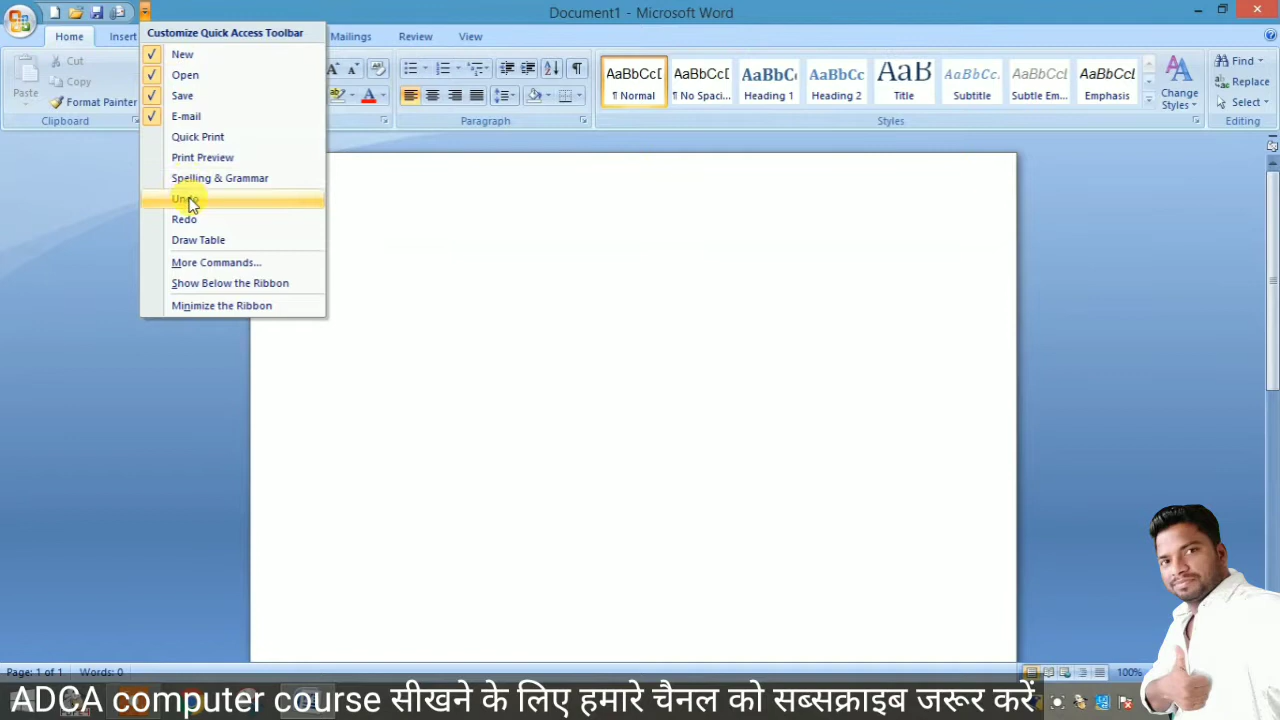 Document1 - Microsoft Word
Home Insert Mailings Review View
Customize Quick Access Toolbar
New
Open
Save
E-mail
Quick Print
Print Preview
Spelling & Grammar
Undo
Redo
Draw Table
More Commands...
Show Below the Ribbon
Minimize the Ribbon
Paste
Cut
Copy
Format Painter
Clipboard
Paragraph
AaBbCcD AaBbCcD AaBbC AaBbCc AaB AaBbCc. AaBbCcI AaBbCcI
¶ Normal ¶ No Spaci... Heading 1 Heading 2 Title Subtitle Subtle Em... Emphasis
Change
Styles
Styles
Find
Replace
Select
Editing
Page: 1 of 1 Words: 0 100%
ADCA computer course सीखने के लिए हमारे चैनल को सब्सक्राइब जरूर करें